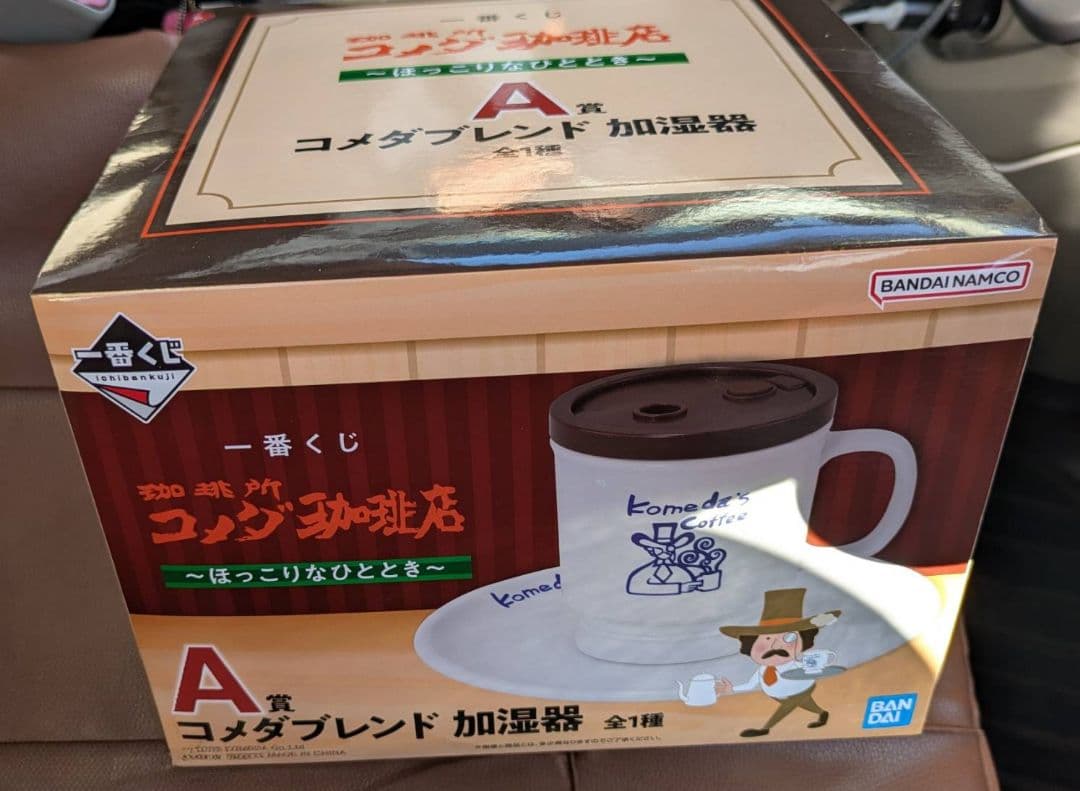 一番くじ
珈琲所
コメダ珈琲店
～ほっこりなひととき～
A賞
コメダブレンド 加湿器
全1種
BANDAI NAMCO
一番くじ
ichibankuji
一番くじ
珈琲所
コメダ珈琲店
～ほっこりなひととき～
Komeda's
Coffee
Komed
A賞
コメダブレンド 加湿器 全1種
BAN
DAI
MADE IN CHINA